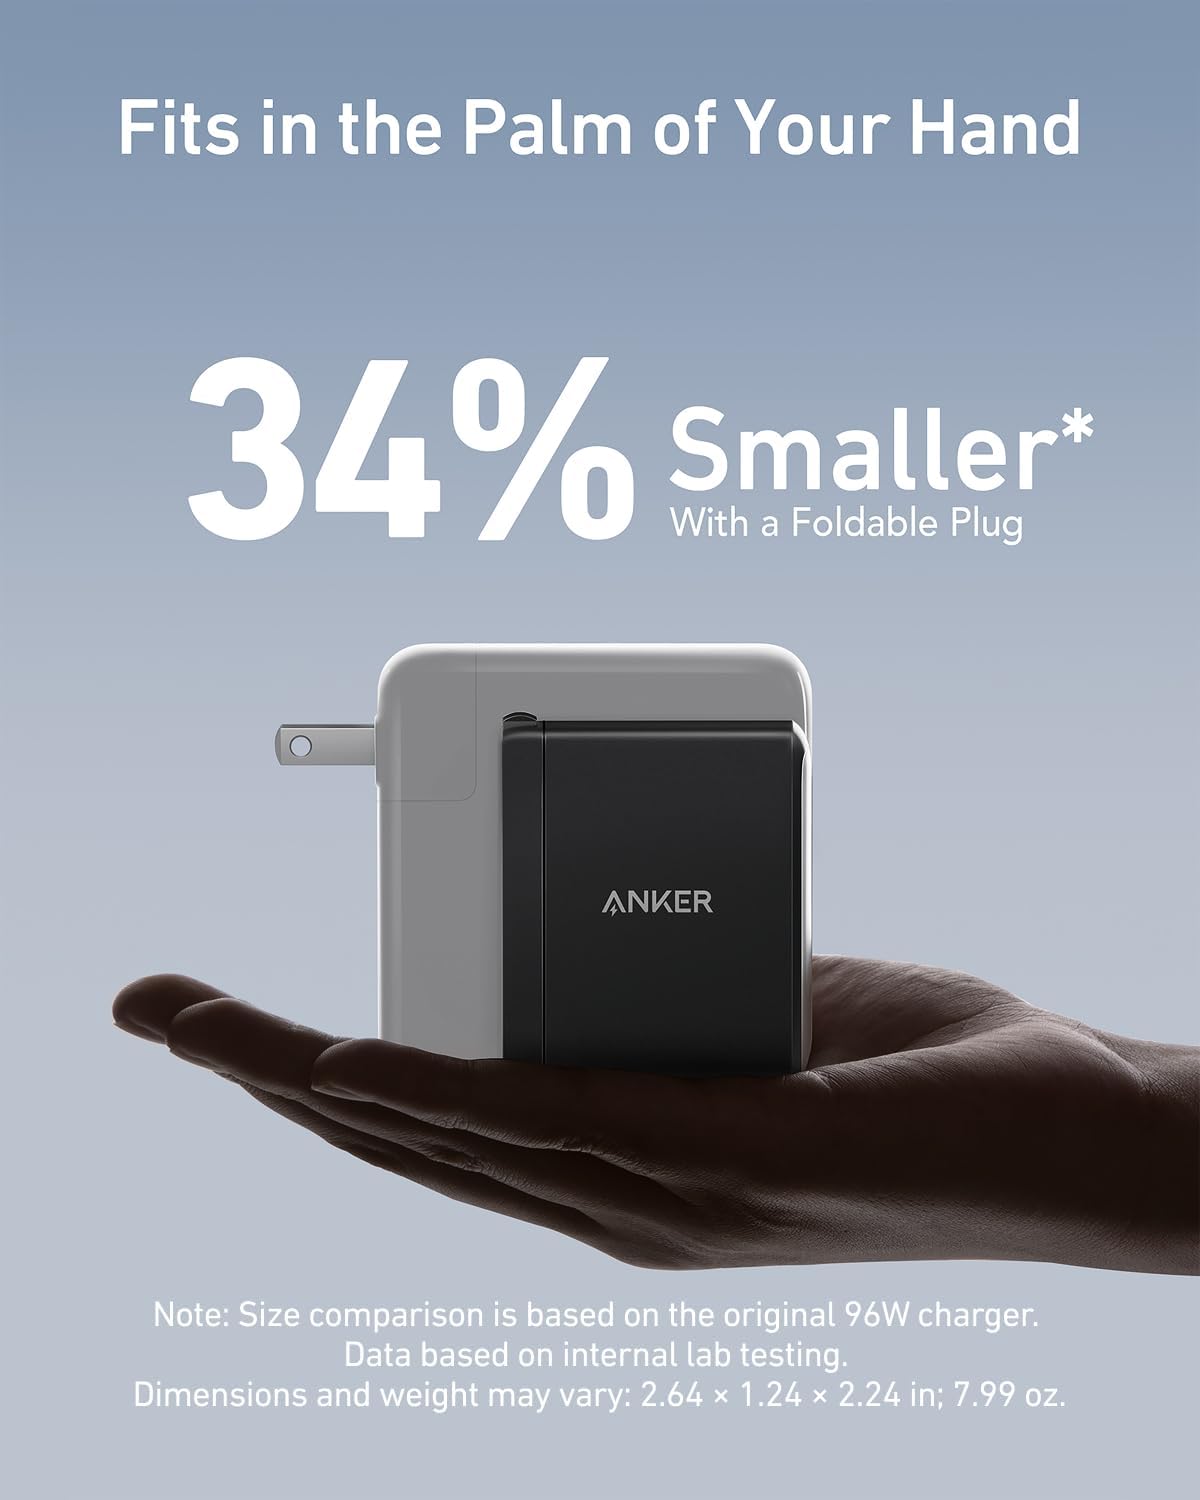 Fits in the Palm of Your Hand
34% Smaller*
With a Foldable Plug
ANKER
Note: Size comparison is based on the original 96W charger.
Data based on internal lab testing.
Dimensions and weight may vary: 2.64 × 1.24 × 2.24 in; 7.99 oz.